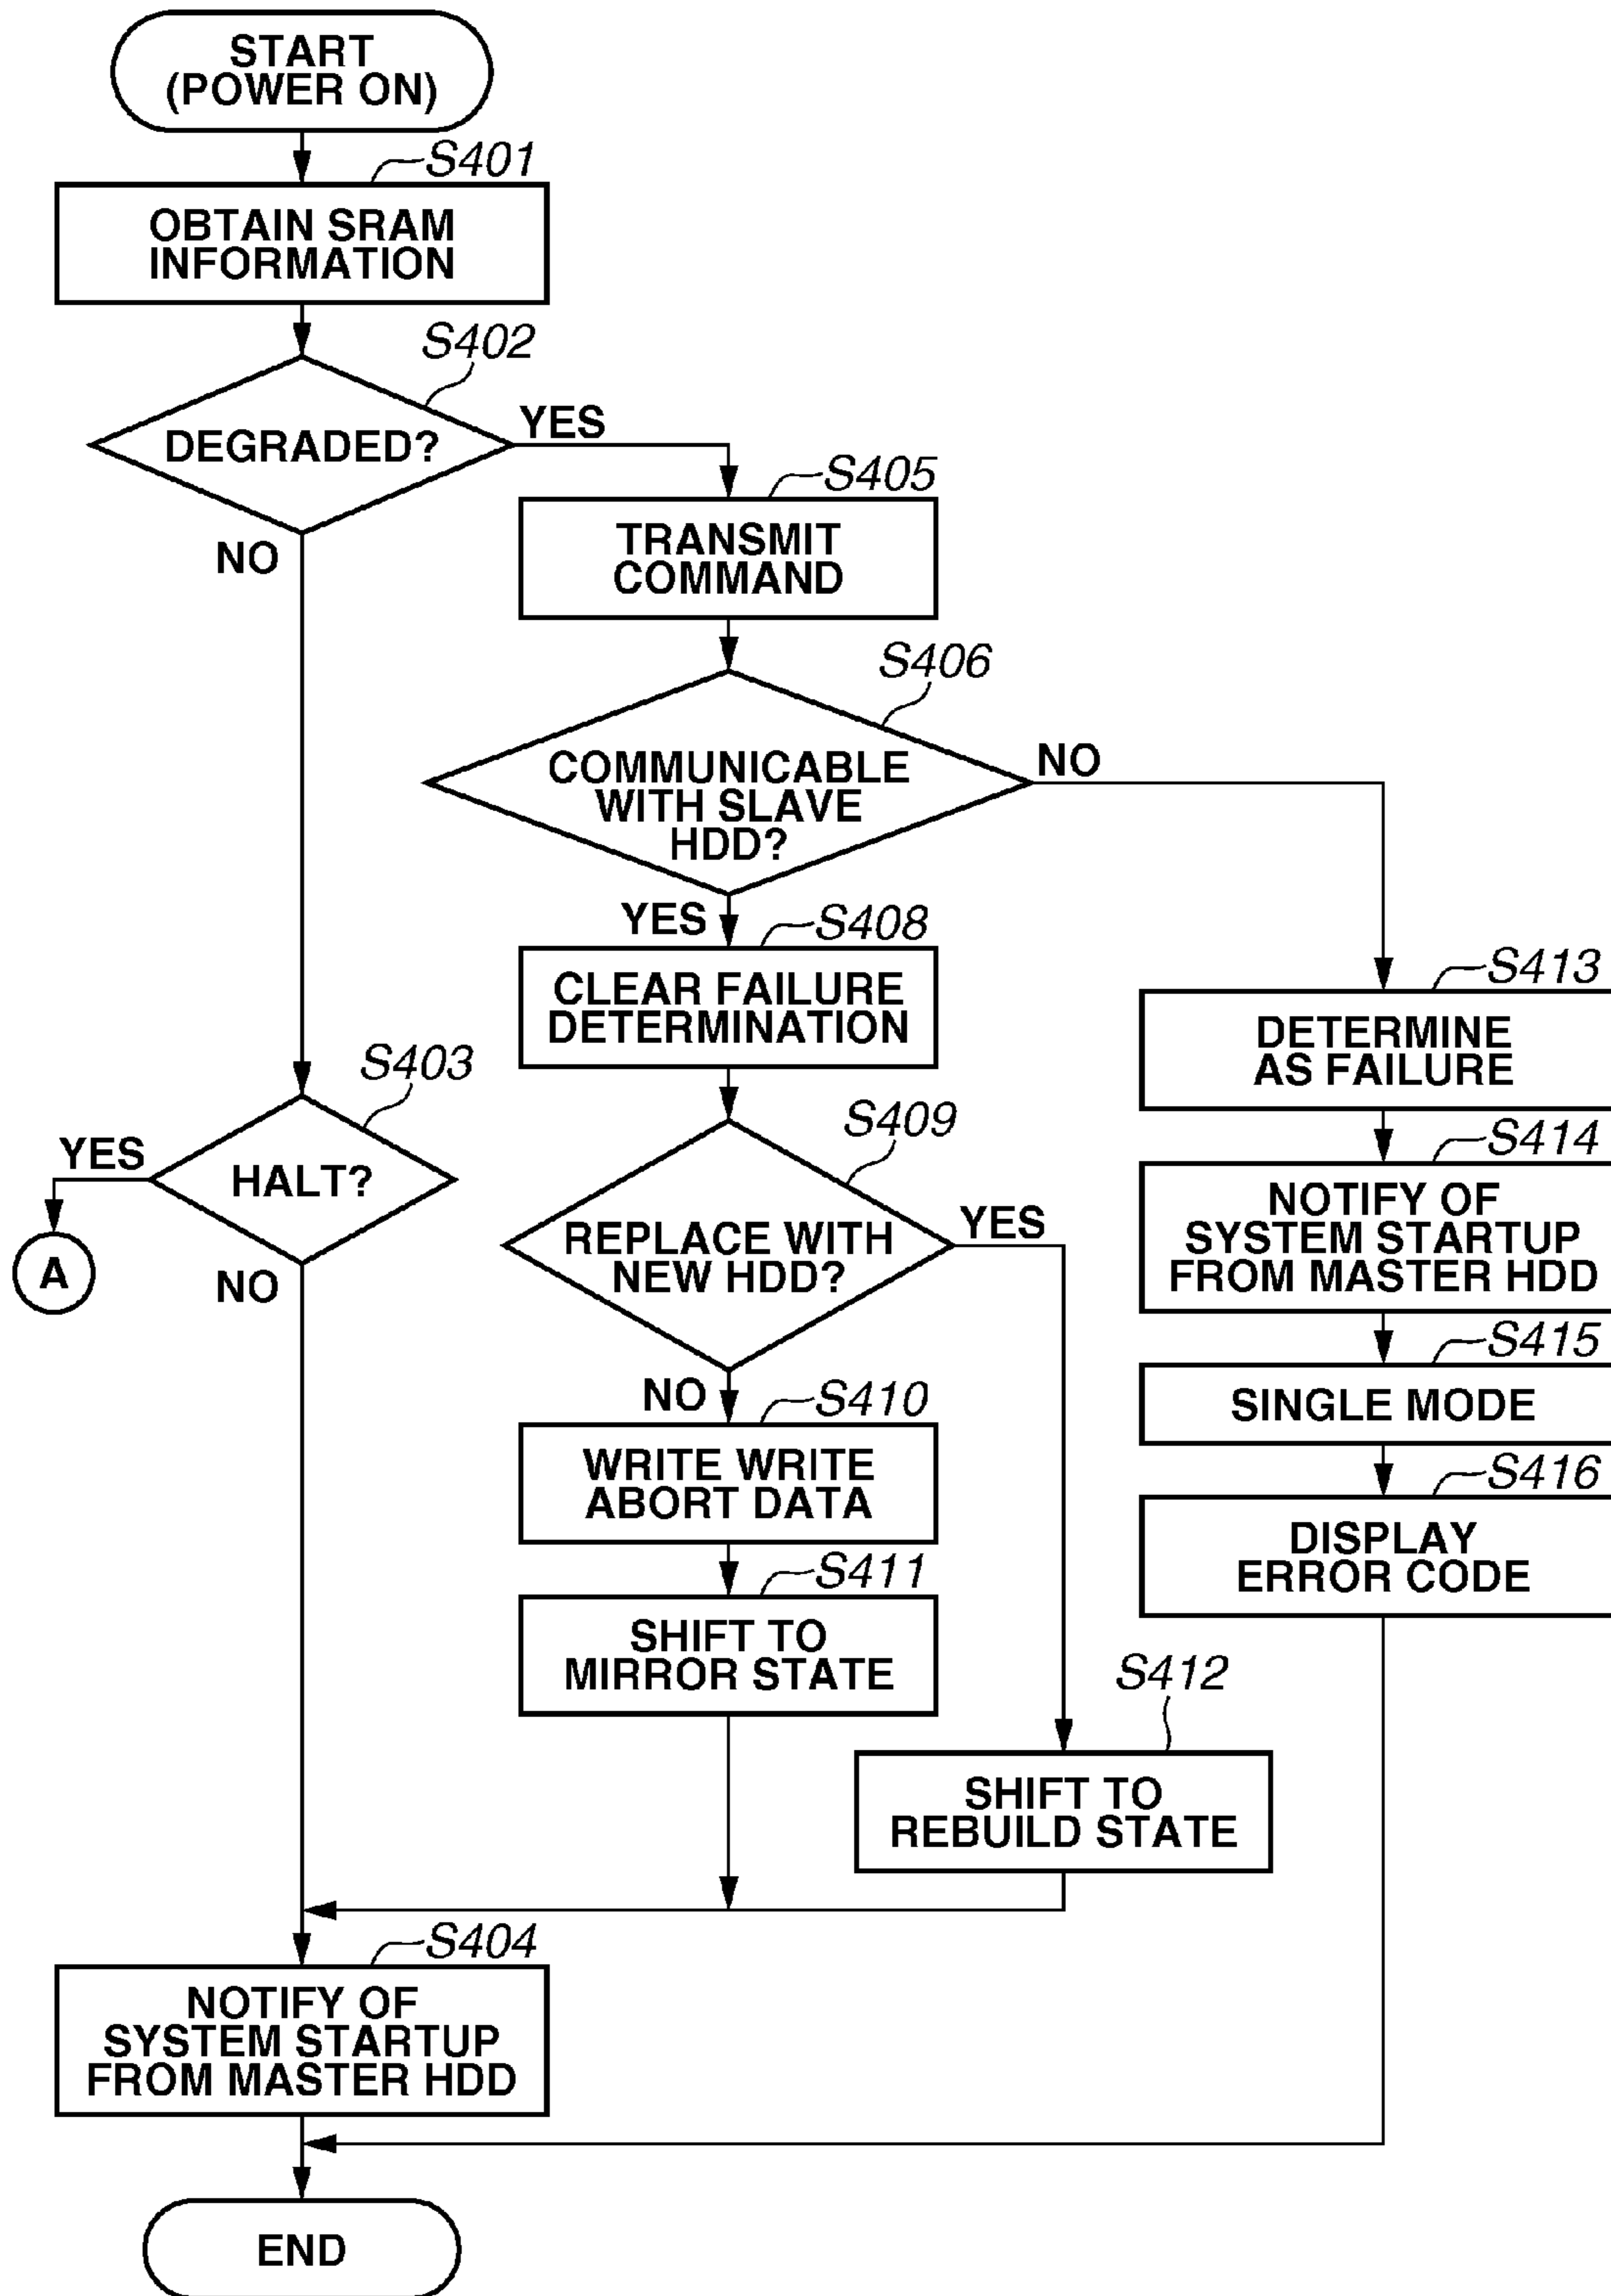 START
(POWER ON)
S401
OBTAIN SRAM
INFORMATION
S402
DEGRADED?
YES
NO
S405
TRANSMIT
COMMAND
S406
COMMUNICABLE
WITH SLAVE
HDD?
NO
YES
S408
CLEAR FAILURE
DETERMINATION
S413
DETERMINE
AS FAILURE
S403
HALT?
YES
A
NO
S409
REPLACE WITH
NEW HDD?
YES
NO
S414
NOTIFY OF
SYSTEM STARTUP
FROM MASTER HDD
S415
SINGLE MODE
S410
WRITE WRITE
ABORT DATA
S416
DISPLAY
ERROR CODE
S411
SHIFT TO
MIRROR STATE
S412
SHIFT TO
REBUILD STATE
S404
NOTIFY OF
SYSTEM STARTUP
FROM MASTER HDD
END